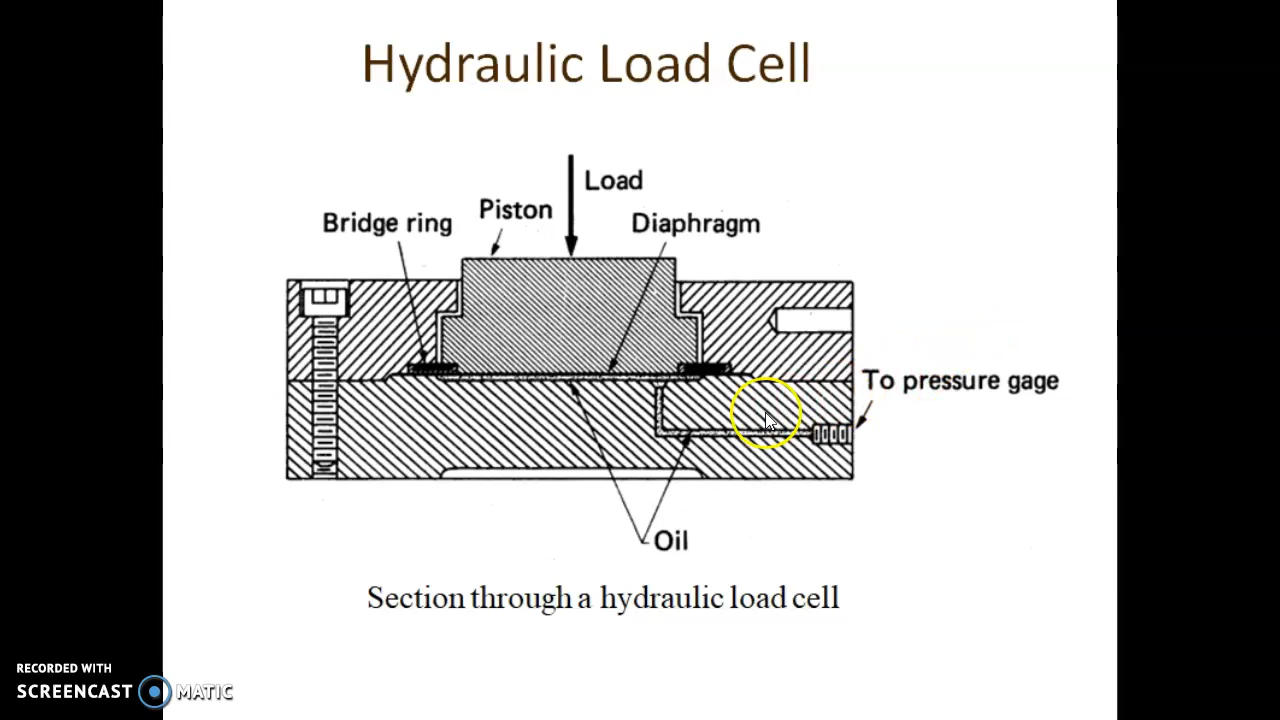 Hydraulic Load Cell
Load
Piston
Bridge ring
Diaphragm
To pressure gage
Oil
Section through a hydraulic load cell
RECORDED WITH
SCREENCAST MATIC